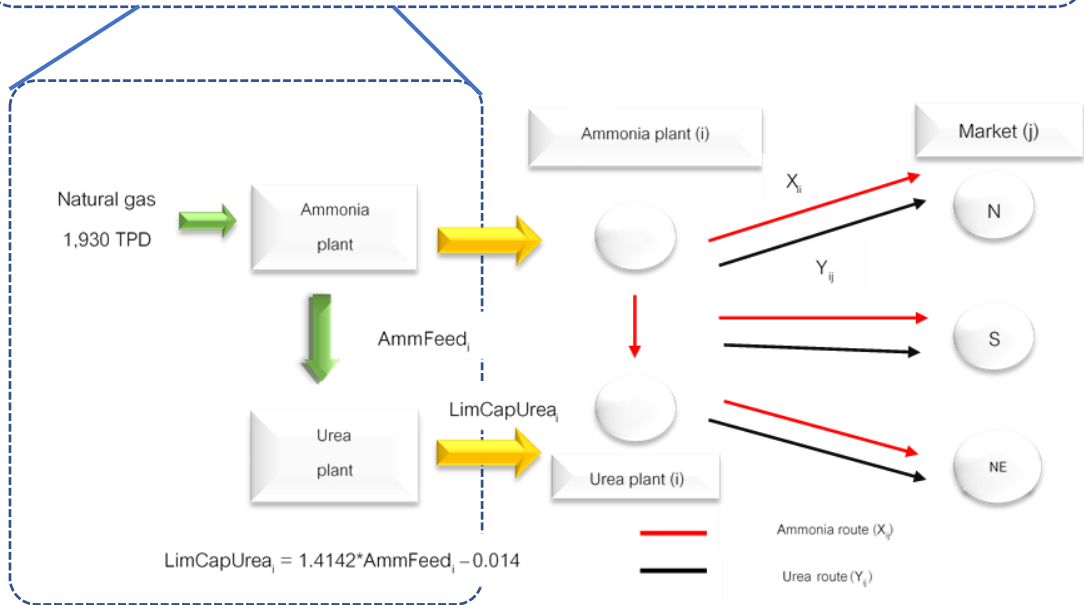 Ammonia plant (i)
Market (j)
Natural gas
1,930 TPD
Ammonia
plant
X_li
N
Y_ij
AmmFeed_i
S
LimCapUrea_i
Urea
plant
NE
Urea plant (i)
Ammonia route (X_ij)
LimCapUrea_i = 1.4142*AmmFeed_i – 0.014
Urea route (Y_ij)